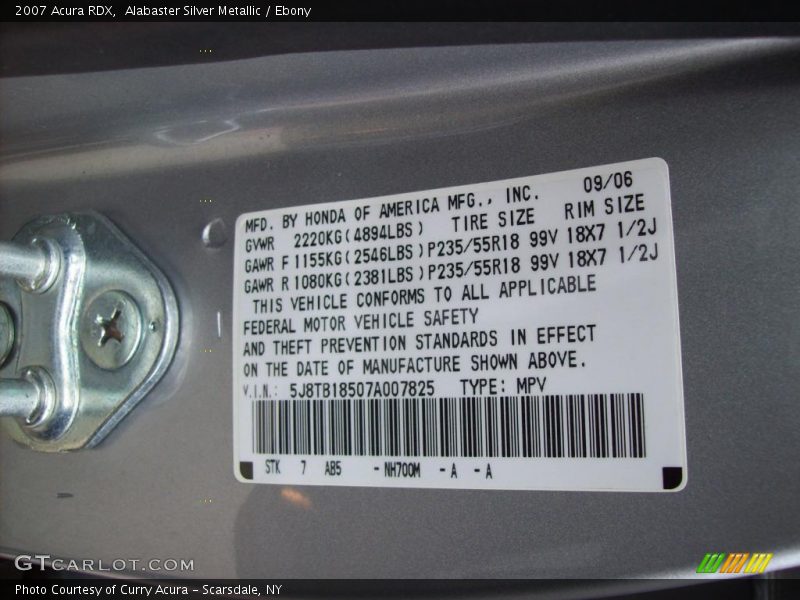 2007 Acura RDX,  Alabaster Silver Metallic / Ebony
MFD. BY HONDA OF AMERICA MFG., INC. 09/06
GVWR 2220KG(4894LBS) TIRE SIZE RIM SIZE
GAWR F 1155KG(2546LBS) P235/55R18 99V 18X7 1/2J
GAWR R 1080KG(2381LBS) P235/55R18 99V 18X7 1/2J
THIS VEHICLE CONFORMS TO ALL APPLICABLE
FEDERAL MOTOR VEHICLE SAFETY
AND THEFT PREVENTION STANDARDS IN EFFECT
ON THE DATE OF MANUFACTURE SHOWN ABOVE.
V.I.N.: 5J8TB18507A007825 TYPE: MPV
STK 7 AB5 -NH700M -A -A
GTCARLOT.COM
Photo Courtesy of Curry Acura – Scarsdale, NY